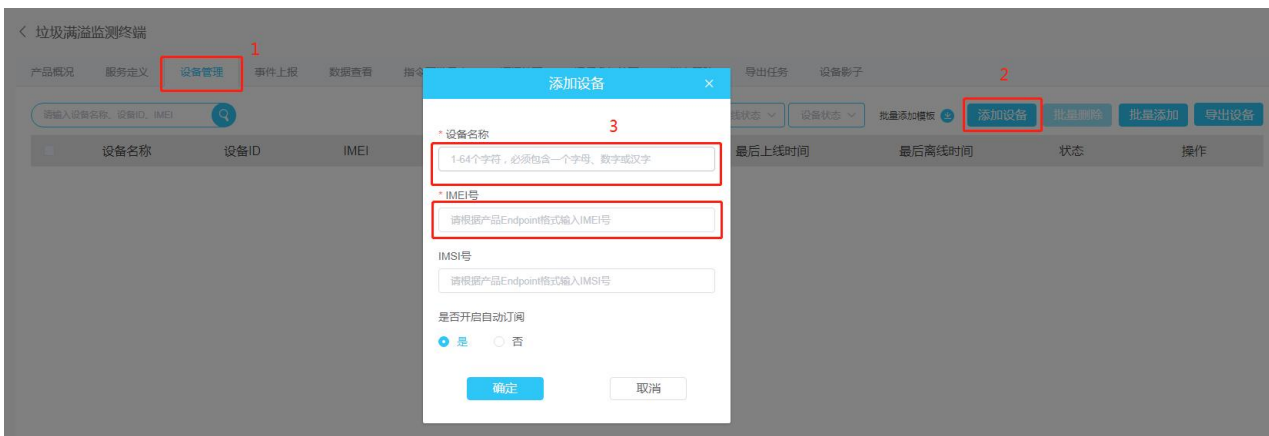 < 垃圾满溢监测终端
1
产品概况 服务定义 设备管理 事件上报 数据查看 导出任务 设备影子
2
请输入设备名称、设备ID、IMEI 设备状态 批量添加模板 添加设备 批量删除 批量添加 导出设备
设备名称 设备ID IMEI 最后上线时间 最后离线时间 状态 操作
添加设备 ×
3
* 设备名称
1-64个字符，必须包含一个字母、数字或汉字
* IMEI号
请根据产品Endpoint格式输入IMEI号
IMSI号
请根据产品Endpoint格式输入IMSI号
是否开启自动订阅
是 否
确定 取消